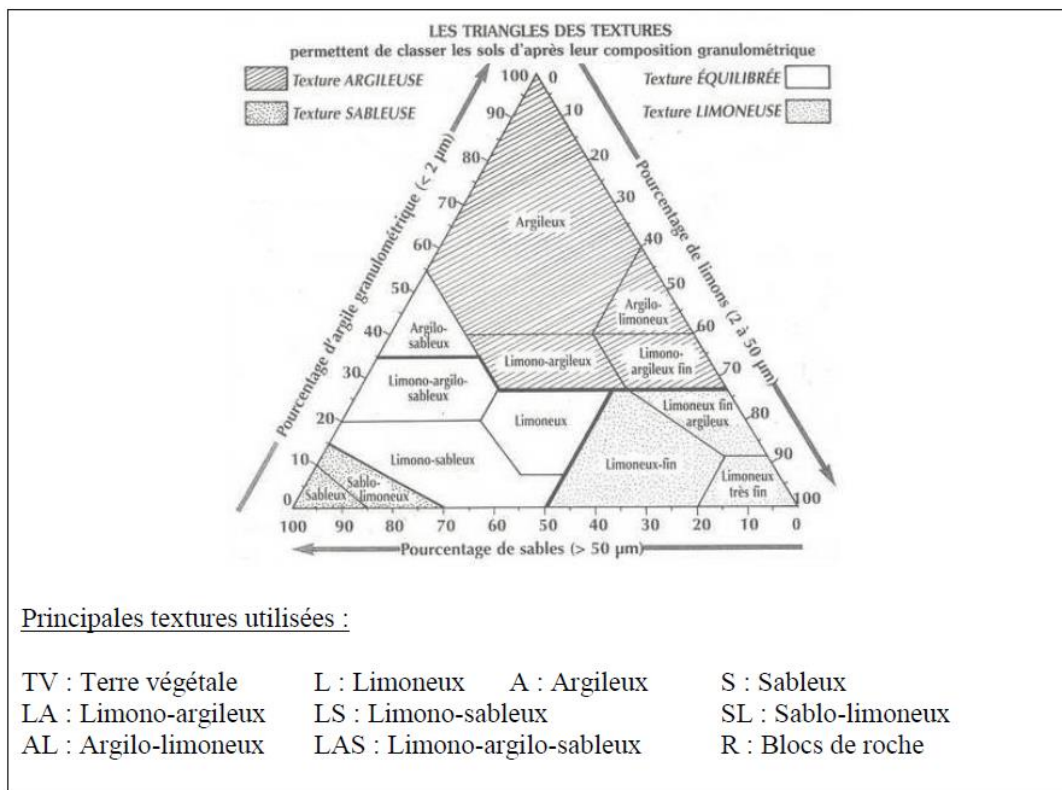 LES TRIANGLES DES TEXTURES
permettent de classer les sols d'après leur composition granulométrique
Texture ARGILEUSE
Texture SABLEUSE
Texture ÉQUILIBRÉE
Texture LIMONEUSE
Pourcentage d'argile granulométrique (< 2 µm)
100
90
80
70
60
50
40
30
20
10
0
Pourcentage de limons (2 à 50 µm)
0
10
20
30
40
50
60
70
80
90
100
Argileux
Argilo-
limoneux
Argilo-
sableux
Limono-argileux
Limono-
argileux fin
Limono-argilo-
sableux
Limoneux
Limoneux fin
argileux
Limono-sableux
Limoneux-fin
Limoneux
très fin
Sableux
Sablo-
limoneux
100 90 80 70 60 50 40 30 20 10 0
Pourcentage de sables (> 50 µm)
Principales textures utilisées :
TV : Terre végétale L : Limoneux A : Argileux S : Sableux
LA : Limono-argileux LS : Limono-sableux SL : Sablo-limoneux
AL : Argilo-limoneux LAS : Limono-argilo-sableux R : Blocs de roche